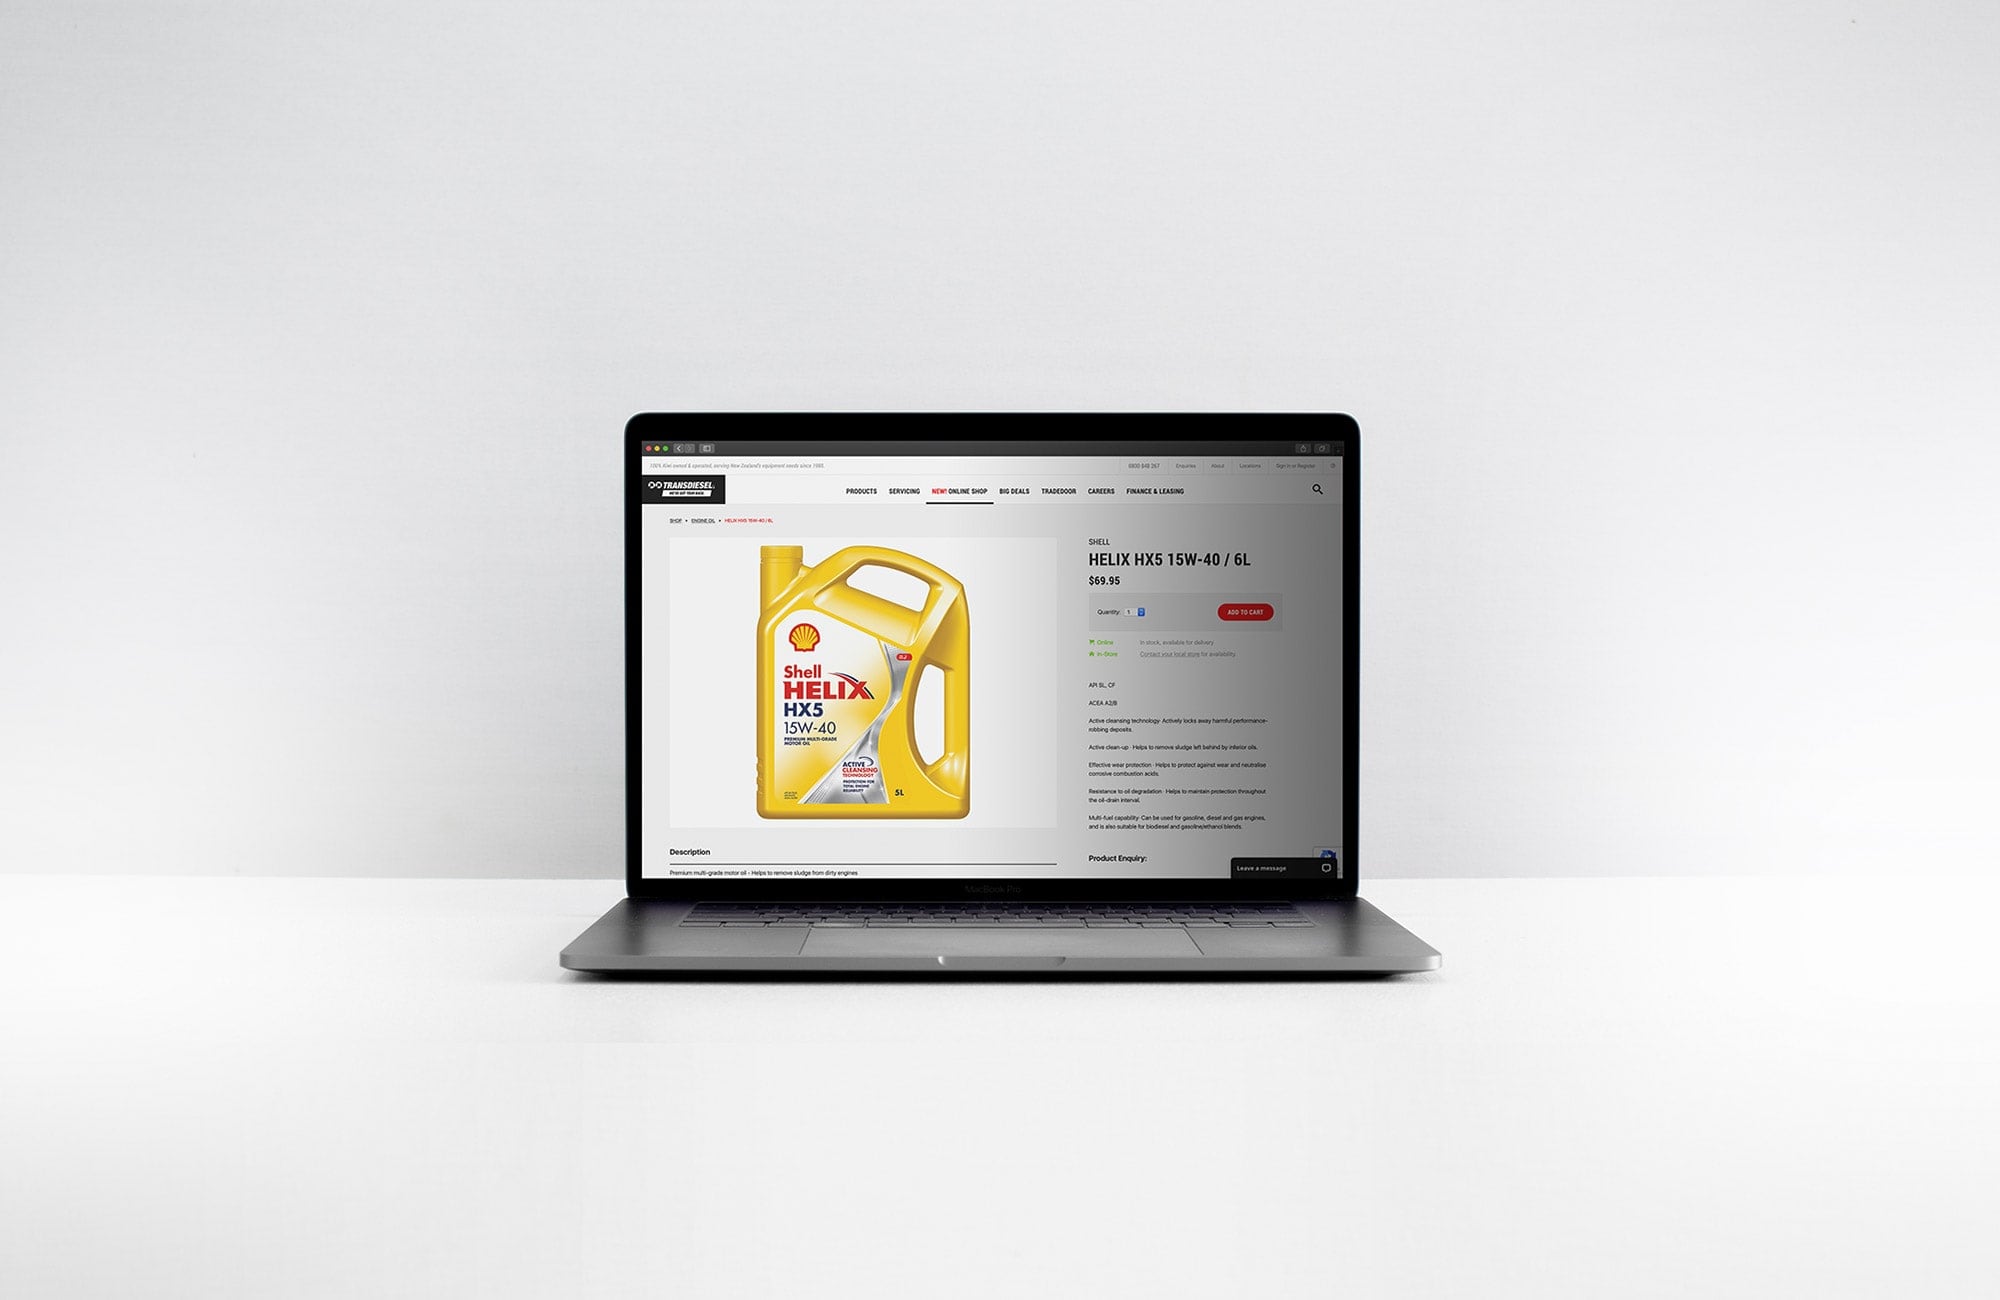 100% Kiwi owned & operated, serving New Zealand's equipment needs since 1980.
0800 848 267
Enquiries
About
Locations
Sign in or Register
TRANSDIESEL
WE'VE GOT YOUR BACK
PRODUCTS
SERVICING
NEW! ONLINE SHOP
BIG DEALS
TRADEDOOR
CAREERS
FINANCE & LEASING
SHOP • ENGINE OIL • HELIX HX5 15W-40 / 6L
Shell
HELIX
HX5
15W-40
PREMIUM MULTI-GRADE
MOTOR OIL
ACTIVE
CLEANSING
TECHNOLOGY
PROTECTION FOR
TOTAL ENGINE
RELIABILITY
5L
SHELL
HELIX HX5 15W-40 / 6L
$69.95
Quantity: 1
ADD TO CART
Online In stock, available for delivery
In-Store Contact your local store for availability.
API SL, CF
ACEA A2/B
Active cleansing technology· Actively locks away harmful performance-
robbing deposits.
Active clean-up · Helps to remove sludge left behind by inferior oils.
Effective wear protection · Helps to protect against wear and neutralise
corrosive combustion acids.
Resistance to oil degradation · Helps to maintain protection throughout
the oil-drain interval.
Multi-fuel capability· Can be used for gasoline, diesel and gas engines,
and is also suitable for biodiesel and gasoline/ethanol blends.
Product Enquiry:
Leave a message
Description
Premium multi-grade motor oil - Helps to remove sludge from dirty engines
MacBook Pro